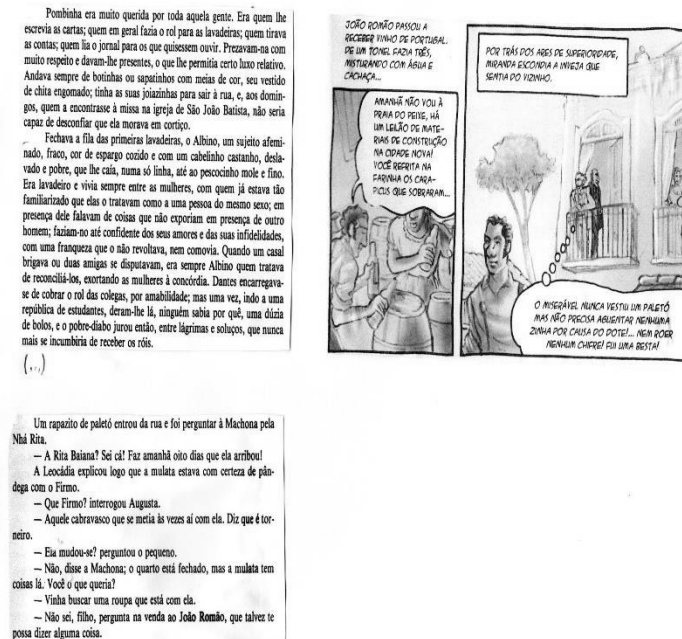 Pombinha era muito querida por toda aquela gente. Era quem lhe
escrevia as cartas; quem em geral fazia o rol para as lavadeiras; quem tirava
as contas; quem lia o jornal para os que quisessem ouvir. Prezavam-na com
muito respeito e davam-lhe presentes, o que lhe permitia certo luxo relativo.
Andava sempre de botinhas ou sapatinhos com meias de cor, seu vestido
de chita engomado; tinha as suas joiazinhas para sair à rua, e, aos domin-
gos, quem a encontrasse à missa na igreja de São João Batista, não seria
capaz de desconfiar que ela morava em cortiço.
Fechava a fila das primeiras lavadeiras, o Albino, um sujeito afemi-
nado, fraco, cor de espargo cozido e com um cabelinho castanho, desla-
vado e pobre, que lhe caía, numa só linha, até ao pescocinho mole e fino.
Era lavadeiro e vivia sempre entre as mulheres, com quem já estava tão
familiarizado que elas o tratavam como a uma pessoa do mesmo sexo; em
presença dele falavam de coisas que não exporiam em presença de outro
homem; faziam-no até confidente dos seus amores e das suas infidelidades,
com uma franqueza que o não revoltava, nem comovia. Quando um casal
brigava ou duas amigas se disputavam, era sempre Albino quem tratava
de reconciliá-los, exortando as mulheres à concórdia. Dantes encarregava-
se de cobrar o rol das colegas, por amabilidade; mas uma vez, indo a uma
república de estudantes, deram-lhe lá, ninguém sabia por quê, uma dúzia
de bolos, e o pobre-diabo jurou então, entre lágrimas e soluços, que nunca
mais se incumbiria de receber os róis.
(...)
Um rapazito de paletó entrou da rua e foi perguntar à Machona pela
Nhá Rita.
— A Rita Baiana? Sei cá! Faz amanhã oito dias que ela arribou!
A Leocádia explicou logo que a mulata estava com certeza de pân-
dega com o Firmo.
— Que Firmo? interrogou Augusta.
— Aquele cabravasco que se metia às vezes aí com ela. Diz que é tor-
neiro.
— Ela mudou-se? perguntou o pequeno.
— Não, disse a Machona; o quarto está fechado, mas a mulata tem
coisas lá. Você o que queria?
— Vinha buscar uma roupa que está com ela.
— Não sei, filho, pergunta na venda ao João Romão, que talvez te
possa dizer alguma coisa.
JOÃO ROMÃO PASSOU A
RECEBER VINHO DE PORTUGAL.
DE UM TONEL FAZIA TRÊS,
MISTURANDO COM ÁGUA E
CACHAÇA...
AMANHÃ NÃO VOU À
PRAIA DO PEIXE, HÁ
UM LEILÃO DE MATE-
RIAIS DE CONSTRUÇÃO
NA CIDADE NOVA!
VOCÊ REFRITA NA
FARINHA OS CARA-
PICUS QUE SOBRARAM...
POR TRÁS DOS ARES DE SUPERIORIDADE,
MIRANDA ESCONDIA A INVEJA QUE
SENTIA DO VIZINHO.
O MISERÁVEL NUNCA VESTIU UM PALETÓ
MAS NÃO PRECISA AGUENTAR NENHUMA
ZINHA POR CAUSA DO DOTE!... NEM ROER
NENHUM CHIFRE! FUI UMA BESTA!